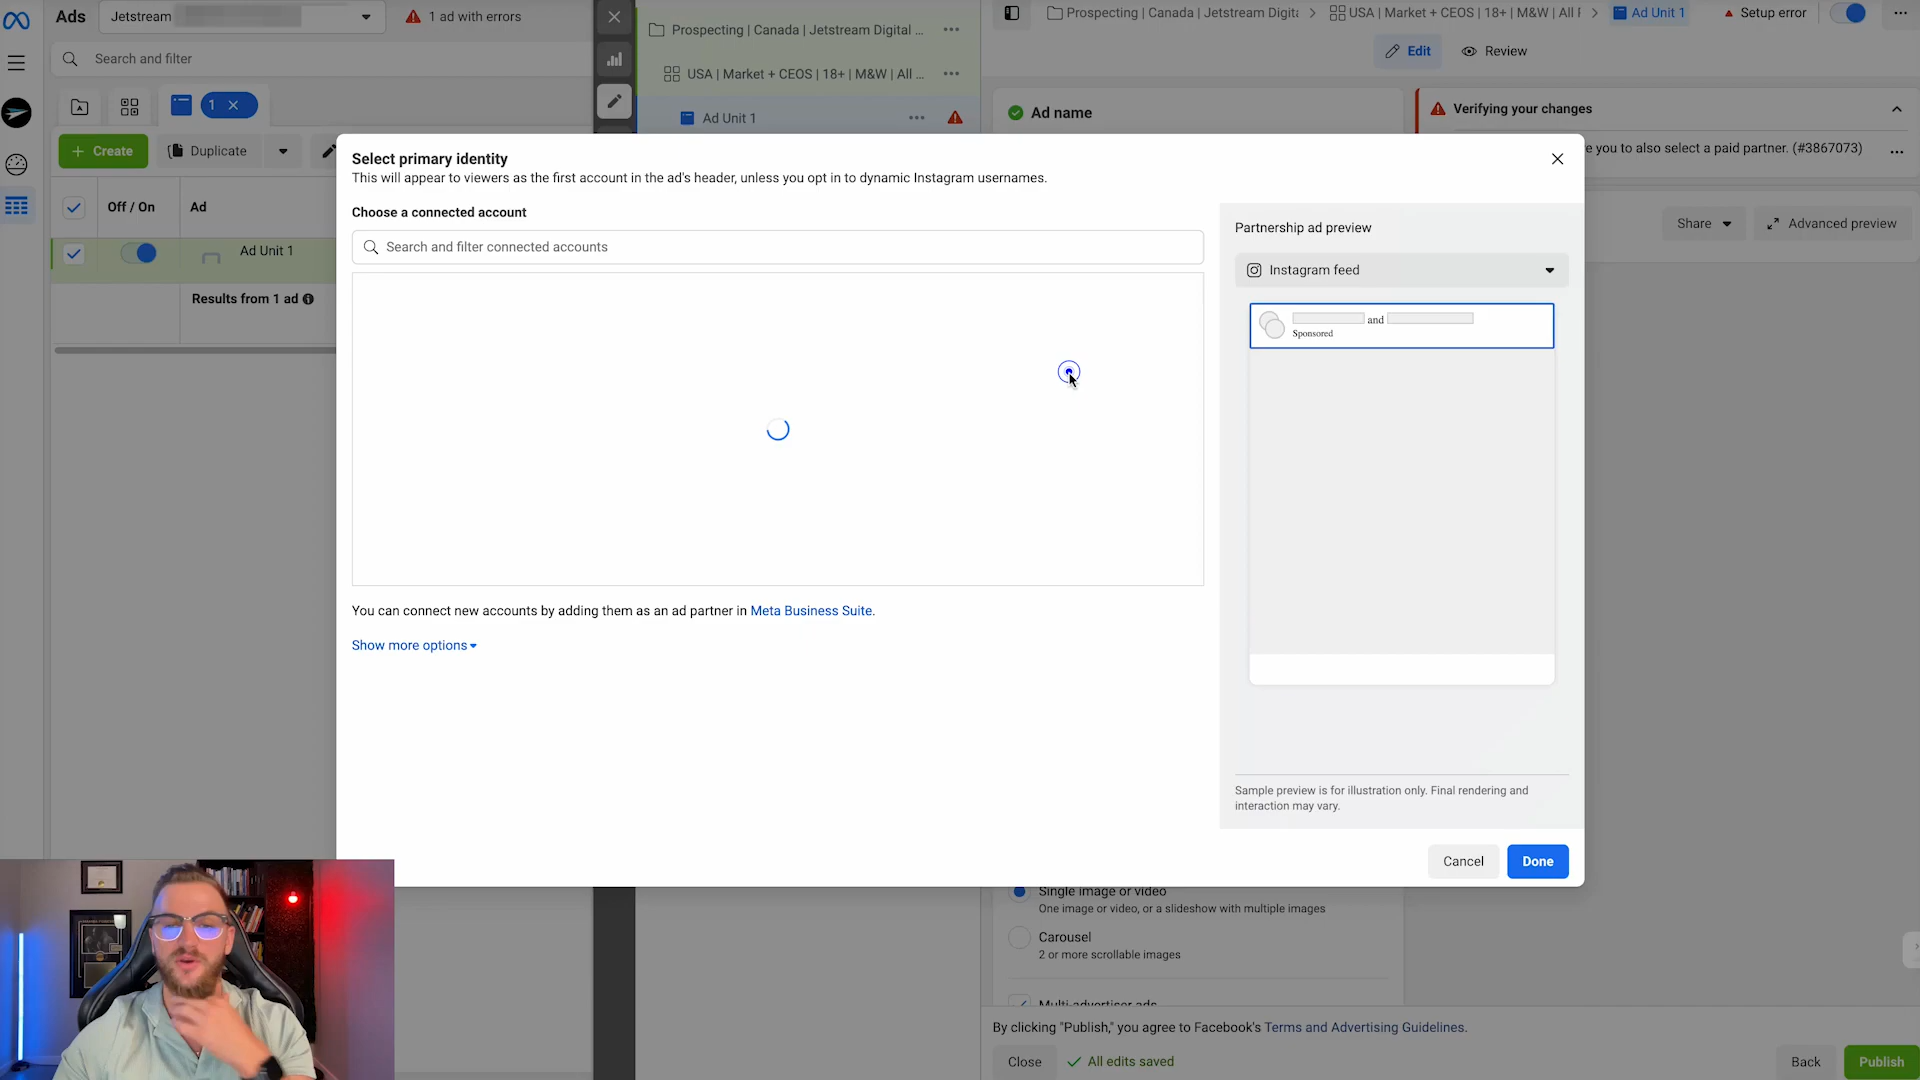 Ads
Jetstream
1 ad with errors
Search and filter
1
Create
Duplicate
Off / On
Ad
Ad Unit 1
Results from 1 ad
Prospecting | Canada | Jetstream Digital ...
USA | Market + CEOS | 18+ | M&W | All ...
Ad Unit 1
Prospecting | Canada | Jetstream Digita
USA | Market + CEOS | 18+ | M&W | All F
Ad Unit 1
Setup error
Edit
Review
Ad name
Verifying your changes
e you to also select a paid partner. (#3867073)
Share
Advanced preview
Select primary identity
This will appear to viewers as the first account in the ad's header, unless you opt in to dynamic Instagram usernames.
Choose a connected account
Search and filter connected accounts
You can connect new accounts by adding them as an ad partner in Meta Business Suite.
Show more options
Partnership ad preview
Instagram feed
and
Sponsored
Sample preview is for illustration only. Final rendering and
interaction may vary.
Cancel
Done
Single image or video
One image or video, or a slideshow with multiple images
Carousel
2 or more scrollable images
Multi-advertiser ads
By clicking "Publish," you agree to Facebook's Terms and Advertising Guidelines.
Close
All edits saved
Back
Publish